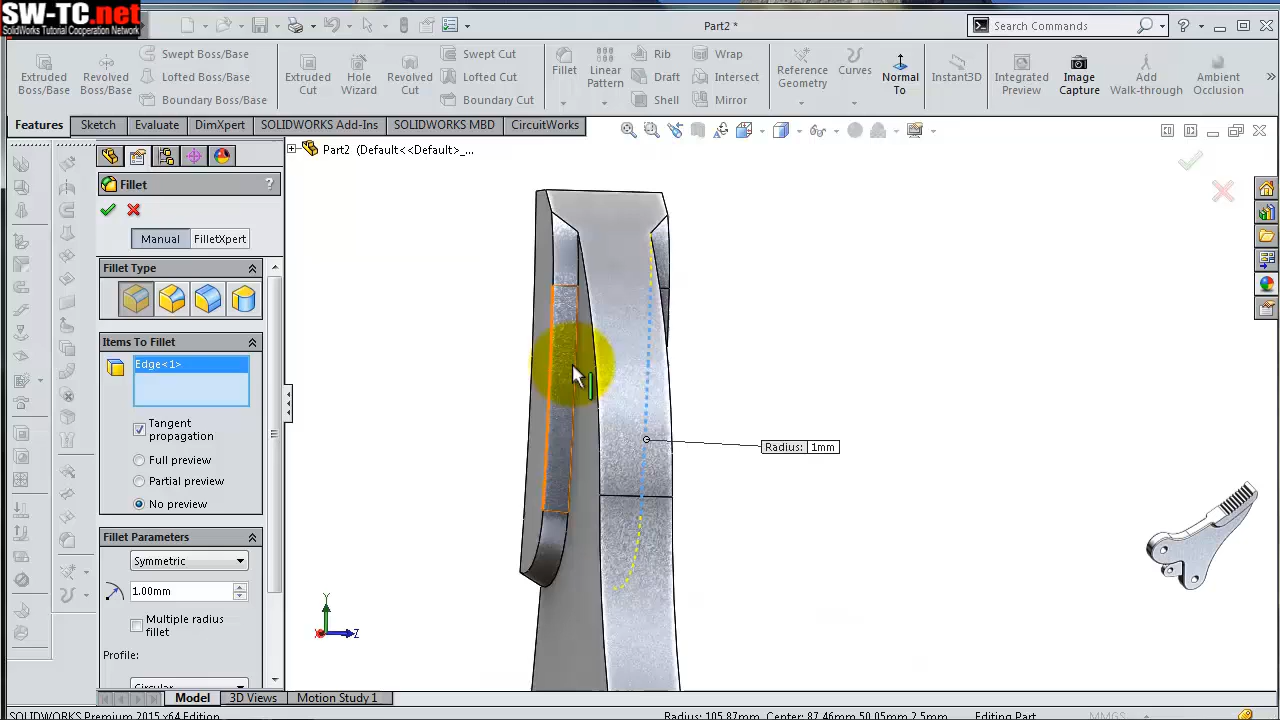 SW-TC.net
SolidWorks Tutorial Cooperation Network
Part2
Search Commands
Extruded Boss/Base
Revolved Boss/Base
Swept Boss/Base
Lofted Boss/Base
Boundary Boss/Base
Extruded Cut
Hole Wizard
Revolved Cut
Swept Cut
Lofted Cut
Boundary Cut
Fillet
Linear Pattern
Rib
Draft
Shell
Wrap
Intersect
Mirror
Reference Geometry
Curves
Normal To
Instant3D
Integrated Preview
Image Capture
Add Walk-through
Ambient Occlusion
Features
Sketch
Evaluate
DimXpert
SOLIDWORKS Add-Ins
SOLIDWORKS MBD
CircuitWorks
Part2 (Default<<Default>_...
Fillet
?
Manual
FilletXpert
Fillet Type
Items To Fillet
Edge<1>
Tangent
propagation
Full preview
Partial preview
No preview
Fillet Parameters
Symmetric
1.00mm
Multiple radius
fillet
Profile:
Circular
Radius: 1mm
Y
X
Z
Model
3D Views
Motion Study 1
SOLIDWORKS Premium 2015 x64 Edition
Radius: 105.87mm Center: 87.46mm 50.05mm 2.5mm
Editing Part
MMGS